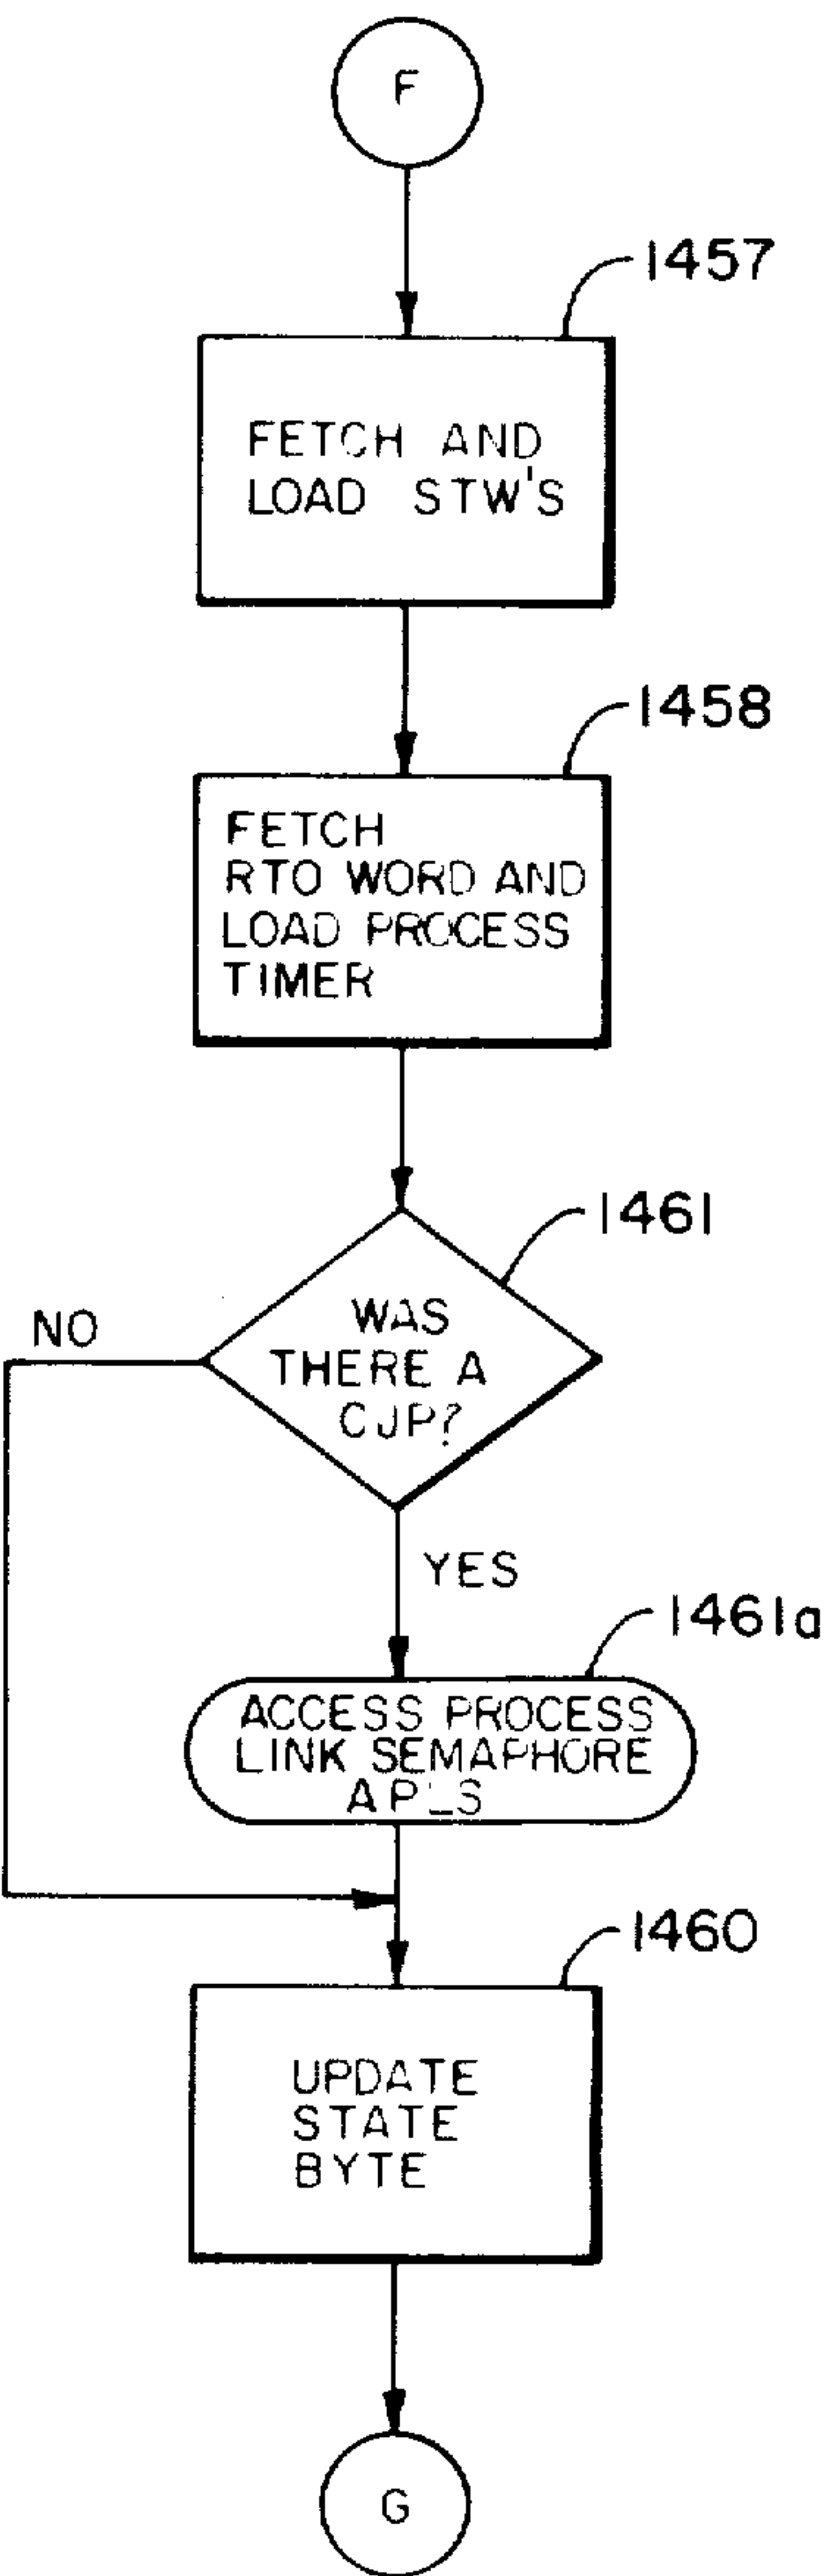 F
1457
FETCH AND
LOAD STW'S
1458
FETCH
RTO WORD AND
LOAD PROCESS
TIMER
1461
WAS
THERE A
CJP?
NO
YES
1461a
ACCESS PROCESS
LINK SEMAPHORE
APLS
1460
UPDATE
STATE
BYTE
G